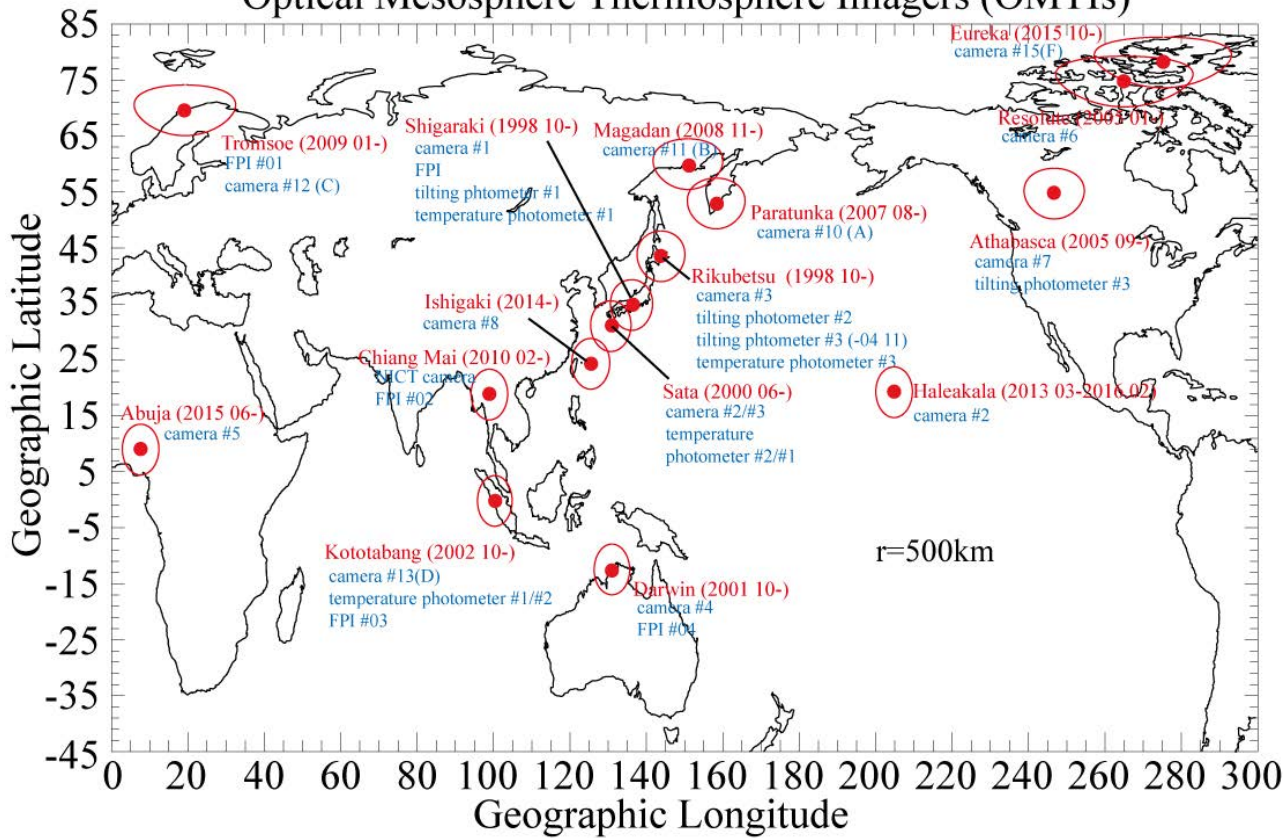 Optical Mesosphere Thermosphere Imagers (OMTIs)
Geographic Latitude
85
75
65
55
45
35
25
15
5
-5
-15
-25
-35
-45
Eureka (2015 10-)
camera #15(F)
Resolute (2005 01-)
camera #6
Tromsoe (2009 01-)
FPI #01
camera #12 (C)
Shigaraki (1998 10-)
camera #1
FPI
tilting phtometer #1
temperature photometer #1
Magadan (2008 11-)
camera #11 (B)
Paratunka (2007 08-)
camera #10 (A)
Athabasca (2005 09-)
camera #7
tilting photometer #3
Rikubetsu (1998 10-)
camera #3
tilting photometer #2
tilting phtometer #3 (-04 11)
temperature photometer #3
Ishigaki (2014-)
camera #8
Chiang Mai (2010 02-)
NICT camera
FPI #02
Sata (2000 06-)
camera #2/#3
temperature
photometer #2/#1
Haleakala (2013 03-2016 02)
camera #2
Abuja (2015 06-)
camera #5
Kototabang (2002 10-)
camera #13(D)
temperature photometer #1/#2
FPI #03
Darwin (2001 10-)
camera #4
FPI #04
r=500km
0 20 40 60 80 100 120 140 160 180 200 220 240 260 280 300
Geographic Longitude